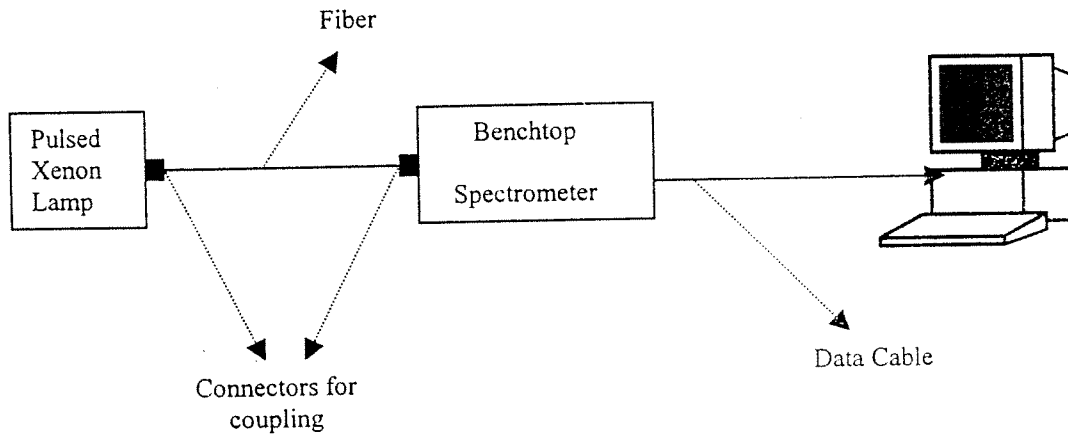 Fiber
Pulsed
Xenon
Lamp
Benchtop
Spectrometer
Connectors for
coupling
Data Cable